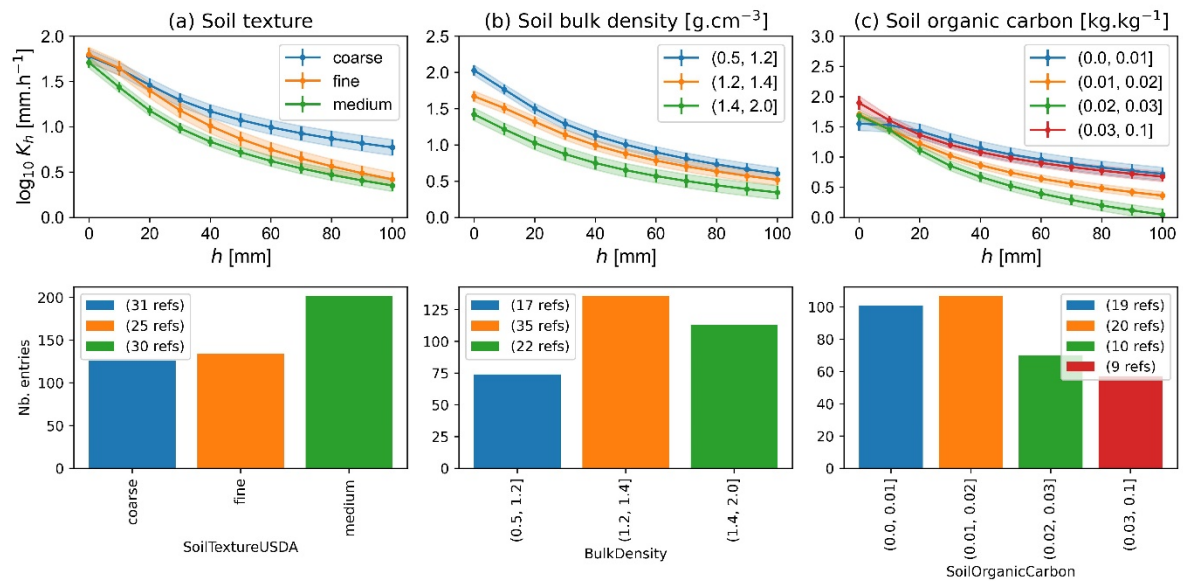 (a) Soil texture
log₁₀ Kₕ [mm.h⁻¹]
2.0
1.5
1.0
0.5
0.0
coarse
fine
medium
0 20 40 60 80 100
h [mm]
(b) Soil bulk density [g.cm⁻³]
2.5
2.0
1.5
1.0
0.5
0.0
(0.5, 1.2]
(1.2, 1.4]
(1.4, 2.0]
0 20 40 60 80 100
h [mm]
(c) Soil organic carbon [kg.kg⁻¹]
3.0
2.5
2.0
1.5
1.0
0.5
0.0
(0.0, 0.01]
(0.01, 0.02]
(0.02, 0.03]
(0.03, 0.1]
0 20 40 60 80 100
h [mm]
Nb. entries
200
150
100
50
0
(31 refs)
(25 refs)
(30 refs)
coarse
fine
medium
SoilTextureUSDA
125
100
75
50
25
0
(17 refs)
(35 refs)
(22 refs)
(0.5, 1.2]
(1.2, 1.4]
(1.4, 2.0]
BulkDensity
100
80
60
40
20
0
(19 refs)
(20 refs)
(10 refs)
(9 refs)
(0.0, 0.01]
(0.01, 0.02]
(0.02, 0.03]
(0.03, 0.1]
SoilOrganicCarbon